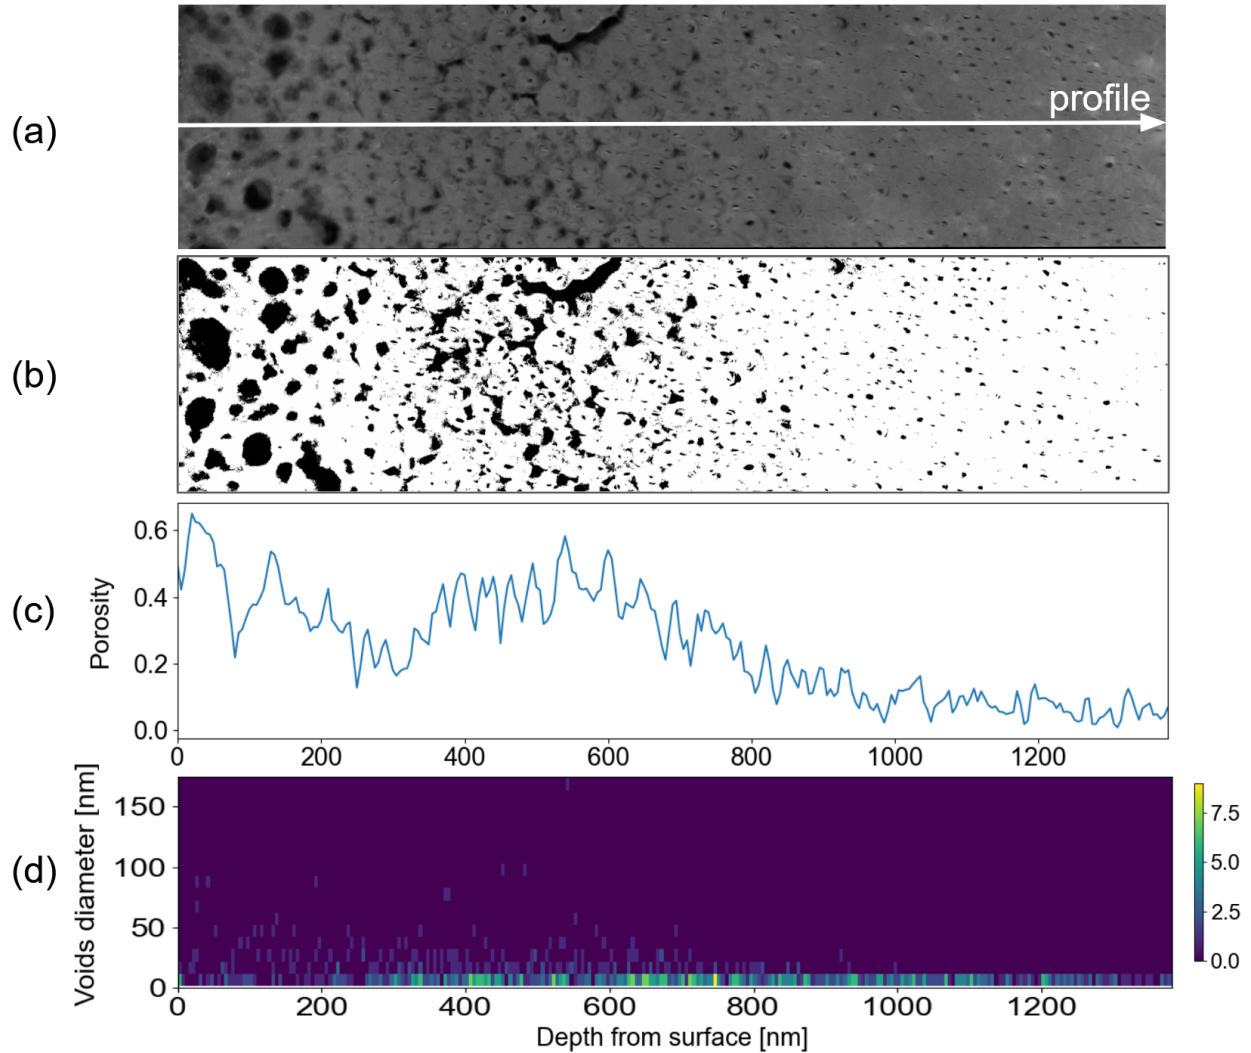 (a)
profile
(b)
(c)
Porosity
0.6
0.4
0.2
0.0
0 200 400 600 800 1000 1200
(d)
Voids diameter [nm]
150
100
50
0
7.5
5.0
2.5
0.0
0 200 400 600 800 1000 1200
Depth from surface [nm]